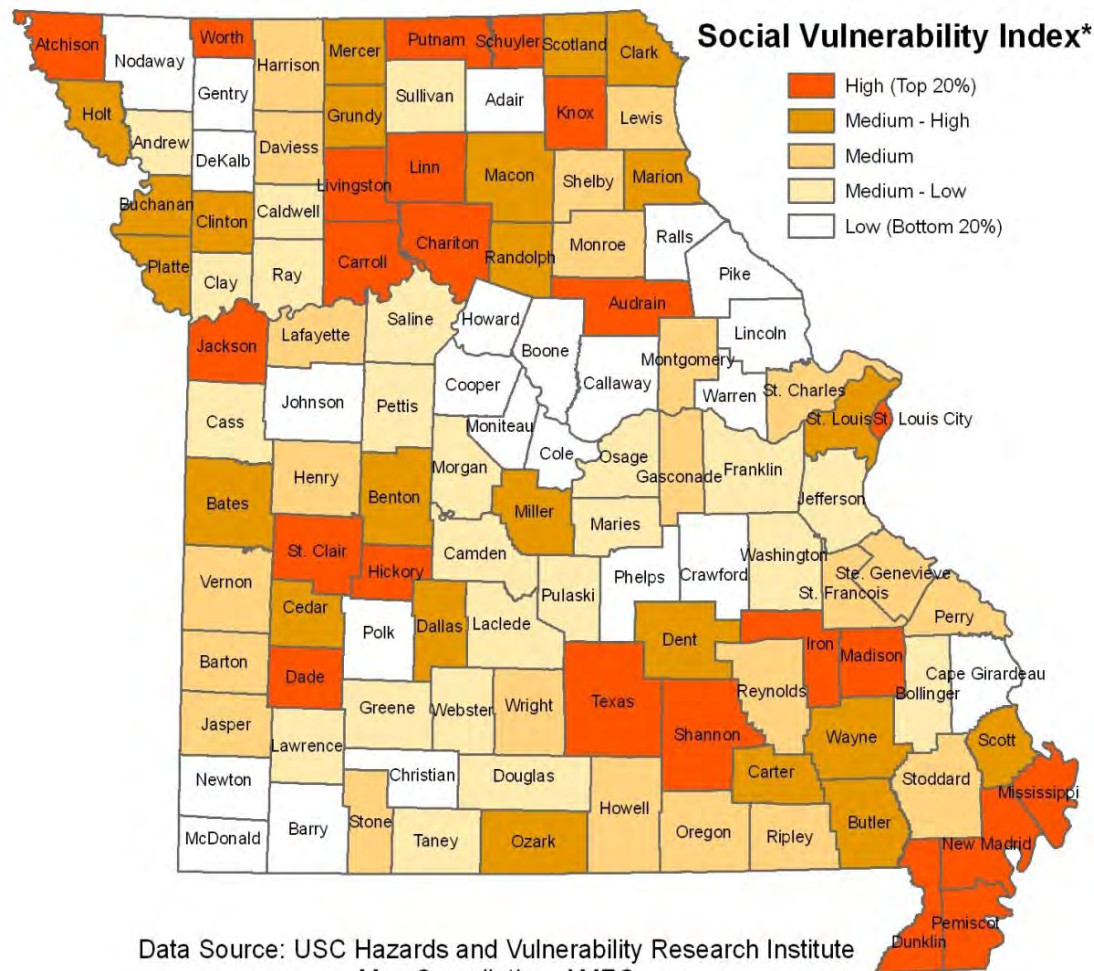 Social Vulnerability Index*
High (Top 20%)
Medium - High
Medium
Medium - Low
Low (Bottom 20%)
Atchison
Nodaway
Worth
Harrison
Mercer
Putnam
Schuyler
Scotland
Clark
Holt
Gentry
Sullivan
Adair
Knox
Lewis
Andrew
DeKalb
Daviess
Grundy
Linn
Macon
Shelby
Marion
Buchanan
Clinton
Caldwell
Livingston
Chariton
Randolph
Monroe
Ralls
Pike
Platte
Clay
Ray
Carroll
Audrain
Jackson
Lafayette
Saline
Howard
Boone
Callaway
Montgomery
Lincoln
Warren
St. Charles
St. Louis
St. Louis City
Cass
Johnson
Pettis
Cooper
Moniteau
Cole
Osage
Gasconade
Franklin
Jefferson
Bates
Henry
Benton
Morgan
Miller
Maries
Vernon
St. Clair
Hickory
Camden
Pulaski
Phelps
Crawford
Washington
St. Francois
Ste. Genevieve
Perry
Cedar
Polk
Dallas
Laclede
Dent
Iron
Madison
Bollinger
Cape Girardeau
Barton
Dade
Greene
Webster
Wright
Texas
Shannon
Reynolds
Wayne
Scott
Jasper
Lawrence
Christian
Douglas
Howell
Carter
Butler
Stoddard
Mississippi
Newton
McDonald
Barry
Stone
Taney
Ozark
Oregon
Ripley
New Madrid
Pemiscot
Dunklin
Data Source: USC Hazards and Vulnerability Research Institute